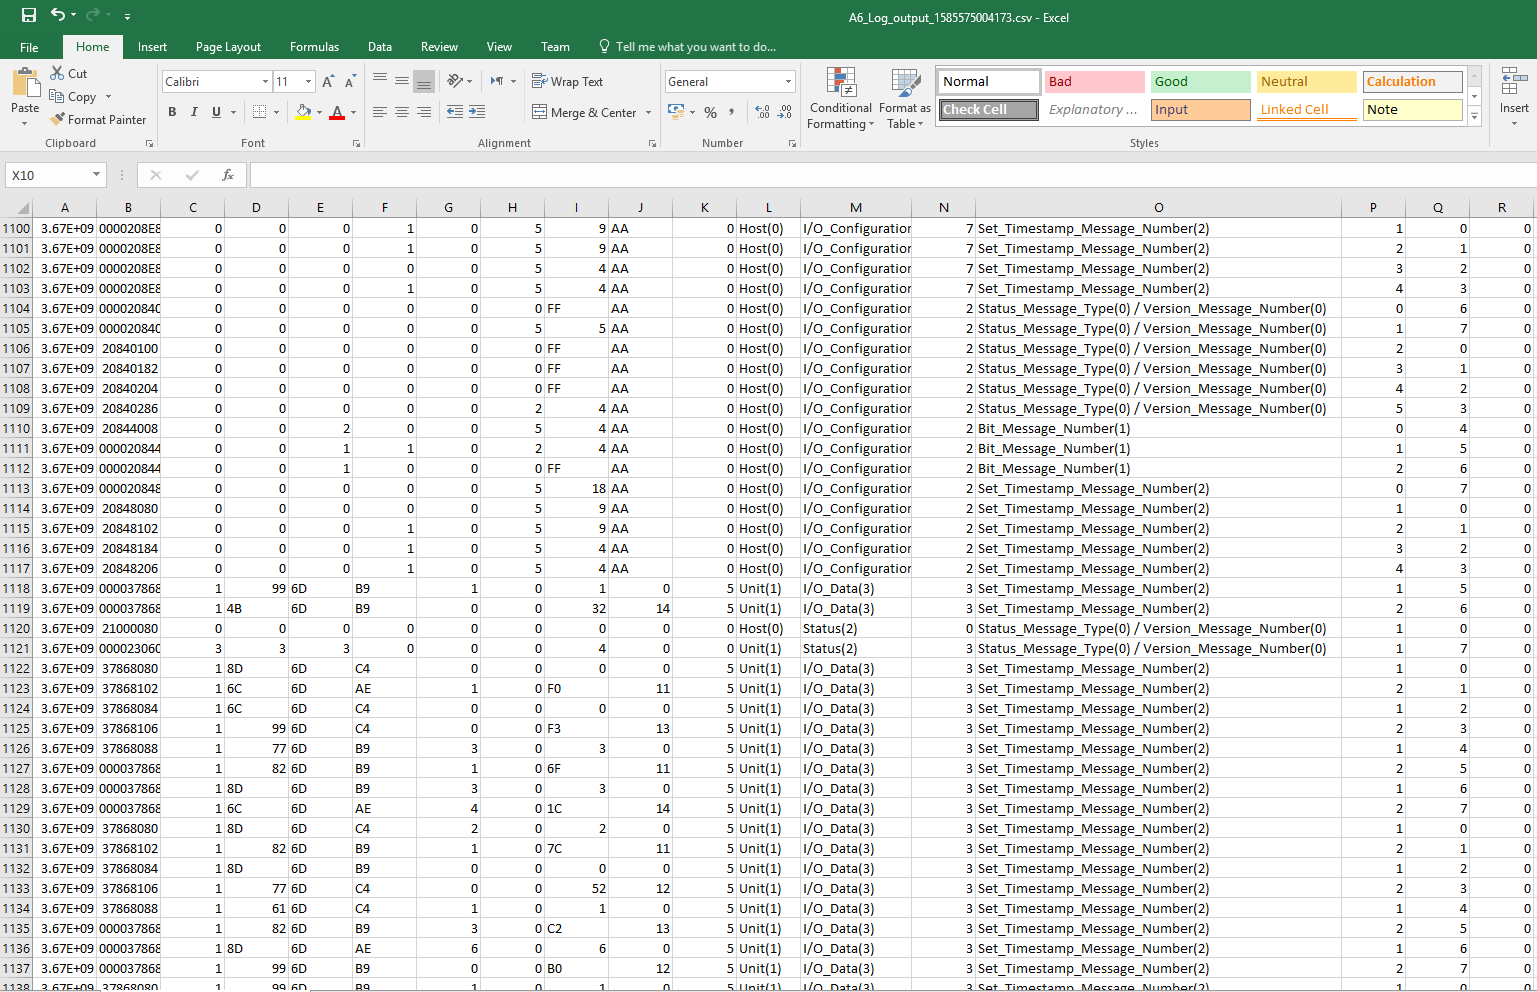 A6_Log_output_1585575004173.csv - Excel
File Home Insert Page Layout Formulas Data Review View Team Tell me what you want to do...
Paste Cut Copy Format Painter Clipboard
Calibri 11 A A B I U A Font
Wrap Text Merge & Center Alignment
General % , .0 .00 Number
Conditional Formatting Format as Table
Normal Bad Good Neutral Calculation
Check Cell Explanatory ... Input Linked Cell Note
Styles Insert
X10 fx
A B C D E F G H I J K L M N O P Q R
1100 3.67E+09 0000208E8 0 0 0 1 0 5 9 AA 0 Host(0) I/O_Configuration 7 Set_Timestamp_Message_Number(2) 1 0 0
1101 3.67E+09 0000208E8 0 0 0 1 0 5 9 AA 0 Host(0) I/O_Configuration 7 Set_Timestamp_Message_Number(2) 2 1 0
1102 3.67E+09 0000208E8 0 0 0 0 0 5 4 AA 0 Host(0) I/O_Configuration 7 Set_Timestamp_Message_Number(2) 3 2 0
1103 3.67E+09 0000208E8 0 0 0 1 0 5 4 AA 0 Host(0) I/O_Configuration 7 Set_Timestamp_Message_Number(2) 4 3 0
1104 3.67E+09 000020840 0 0 0 0 0 0 FF AA 0 Host(0) I/O_Configuration 2 Status_Message_Type(0) / Version_Message_Number(0) 0 6 0
1105 3.67E+09 000020840 0 0 0 0 0 5 5 AA 0 Host(0) I/O_Configuration 2 Status_Message_Type(0) / Version_Message_Number(0) 1 7 0
1106 3.67E+09 20840100 0 0 0 0 0 0 FF AA 0 Host(0) I/O_Configuration 2 Status_Message_Type(0) / Version_Message_Number(0) 2 0 0
1107 3.67E+09 20840182 0 0 0 0 0 0 FF AA 0 Host(0) I/O_Configuration 2 Status_Message_Type(0) / Version_Message_Number(0) 3 1 0
1108 3.67E+09 20840204 0 0 0 0 0 0 FF AA 0 Host(0) I/O_Configuration 2 Status_Message_Type(0) / Version_Message_Number(0) 4 2 0
1109 3.67E+09 20840286 0 0 0 0 0 2 4 AA 0 Host(0) I/O_Configuration 2 Status_Message_Type(0) / Version_Message_Number(0) 5 3 0
1110 3.67E+09 20844008 0 0 2 0 0 5 4 AA 0 Host(0) I/O_Configuration 2 Bit_Message_Number(1) 0 4 0
1111 3.67E+09 000020844 0 0 1 1 0 2 4 AA 0 Host(0) I/O_Configuration 2 Bit_Message_Number(1) 1 5 0
1112 3.67E+09 000020844 0 0 1 0 0 0 FF AA 0 Host(0) I/O_Configuration 2 Bit_Message_Number(1) 2 6 0
1113 3.67E+09 000020848 0 0 0 0 0 5 18 AA 0 Host(0) I/O_Configuration 2 Set_Timestamp_Message_Number(2) 0 7 0
1114 3.67E+09 20848080 0 0 0 0 0 5 9 AA 0 Host(0) I/O_Configuration 2 Set_Timestamp_Message_Number(2) 1 0 0
1115 3.67E+09 20848102 0 0 0 1 0 5 9 AA 0 Host(0) I/O_Configuration 2 Set_Timestamp_Message_Number(2) 2 1 0
1116 3.67E+09 20848184 0 0 0 1 0 5 4 AA 0 Host(0) I/O_Configuration 2 Set_Timestamp_Message_Number(2) 3 2 0
1117 3.67E+09 20848206 0 0 0 1 0 5 4 AA 0 Host(0) I/O_Configuration 2 Set_Timestamp_Message_Number(2) 4 3 0
1118 3.67E+09 000037868 1 99 6D B9 1 0 1 0 5 Unit(1) I/O_Data(3) 3 Set_Timestamp_Message_Number(2) 1 5 0
1119 3.67E+09 000037868 1 4B 6D B9 0 0 32 14 5 Unit(1) I/O_Data(3) 3 Set_Timestamp_Message_Number(2) 2 6 0
1120 3.67E+09 21000080 0 0 0 0 0 0 0 0 0 Host(0) Status(2) 0 Status_Message_Type(0) / Version_Message_Number(0) 1 0 0
1121 3.67E+09 000023060 3 3 3 0 0 0 4 0 0 Unit(1) Status(2) 3 Status_Message_Type(0) / Version_Message_Number(0) 1 7 0
1122 3.67E+09 37868080 1 8D 6D C4 0 0 0 0 5 Unit(1) I/O_Data(3) 3 Set_Timestamp_Message_Number(2) 1 0 0
1123 3.67E+09 37868102 1 6C 6D AE 1 0 F0 11 5 Unit(1) I/O_Data(3) 3 Set_Timestamp_Message_Number(2) 2 1 0
1124 3.67E+09 37868084 1 6C 6D C4 0 0 0 0 5 Unit(1) I/O_Data(3) 3 Set_Timestamp_Message_Number(2) 1 2 0
1125 3.67E+09 37868106 1 99 6D C4 0 0 F3 13 5 Unit(1) I/O_Data(3) 3 Set_Timestamp_Message_Number(2) 2 3 0
1126 3.67E+09 37868088 1 77 6D B9 3 0 3 0 5 Unit(1) I/O_Data(3) 3 Set_Timestamp_Message_Number(2) 1 4 0
1127 3.67E+09 000037868 1 82 6D B9 1 0 6F 11 5 Unit(1) I/O_Data(3) 3 Set_Timestamp_Message_Number(2) 2 5 0
1128 3.67E+09 000037868 1 8D 6D B9 3 0 3 0 5 Unit(1) I/O_Data(3) 3 Set_Timestamp_Message_Number(2) 1 6 0
1129 3.67E+09 000037868 1 6C 6D AE 4 0 1C 14 5 Unit(1) I/O_Data(3) 3 Set_Timestamp_Message_Number(2) 2 7 0
1130 3.67E+09 37868080 1 8D 6D C4 2 0 2 0 5 Unit(1) I/O_Data(3) 3 Set_Timestamp_Message_Number(2) 1 0 0
1131 3.67E+09 37868102 1 82 6D B9 1 0 7C 11 5 Unit(1) I/O_Data(3) 3 Set_Timestamp_Message_Number(2) 2 1 0
1132 3.67E+09 37868084 1 8D 6D B9 0 0 0 0 5 Unit(1) I/O_Data(3) 3 Set_Timestamp_Message_Number(2) 1 2 0
1133 3.67E+09 37868106 1 77 6D C4 0 0 52 12 5 Unit(1) I/O_Data(3) 3 Set_Timestamp_Message_Number(2) 2 3 0
1134 3.67E+09 37868088 1 61 6D C4 1 0 1 0 5 Unit(1) I/O_Data(3) 3 Set_Timestamp_Message_Number(2) 1 4 0
1135 3.67E+09 000037868 1 82 6D B9 3 0 C2 13 5 Unit(1) I/O_Data(3) 3 Set_Timestamp_Message_Number(2) 2 5 0
1136 3.67E+09 000037868 1 8D 6D AE 6 0 6 0 5 Unit(1) I/O_Data(3) 3 Set_Timestamp_Message_Number(2) 1 6 0
1137 3.67E+09 000037868 1 99 6D B9 0 0 B0 12 5 Unit(1) I/O_Data(3) 3 Set_Timestamp_Message_Number(2) 2 7 0
1138 3.67E+09 37868080 1 99 6D B9 1 0 1 0 5 Unit(1) I/O_Data(3) 3 Set_Timestamp_Message_Number(2) 1 0 0